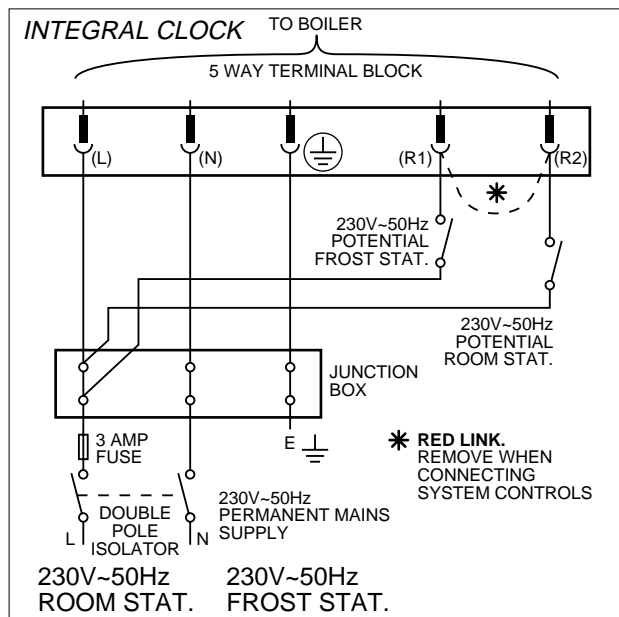 INTEGRAL CLOCK
TO BOILER
5 WAY TERMINAL BLOCK
(L)
(N)
(R1)
(R2)
230V~50Hz
POTENTIAL
FROST STAT.
230V~50Hz
POTENTIAL
ROOM STAT.
JUNCTION
BOX
3 AMP
FUSE
E
RED LINK.
REMOVE WHEN
CONNECTING
SYSTEM CONTROLS
230V~50Hz
PERMANENT MAINS
SUPPLY
DOUBLE
POLE
ISOLATOR
L
N
230V~50Hz
ROOM STAT.
230V~50Hz
FROST STAT.